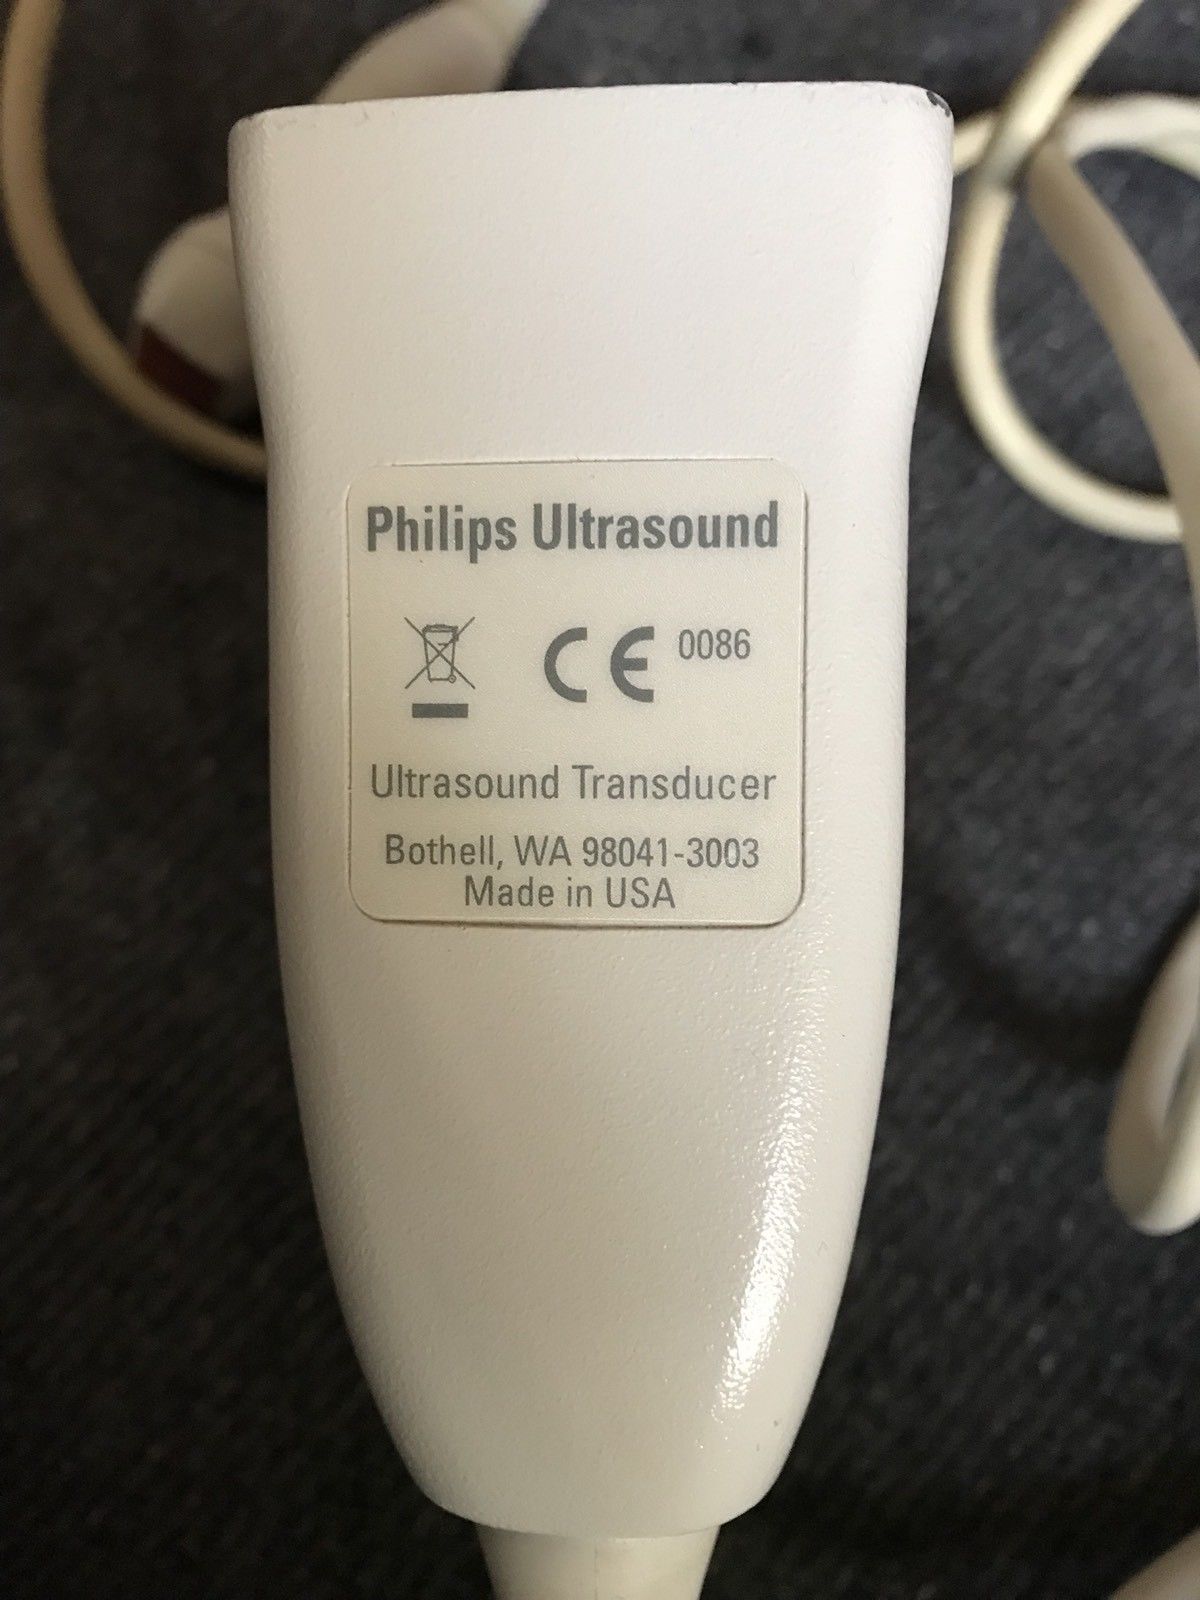 Philips Ultrasound
CE 0086
Ultrasound Transducer
Bothell, WA 98041-3003
Made in USA